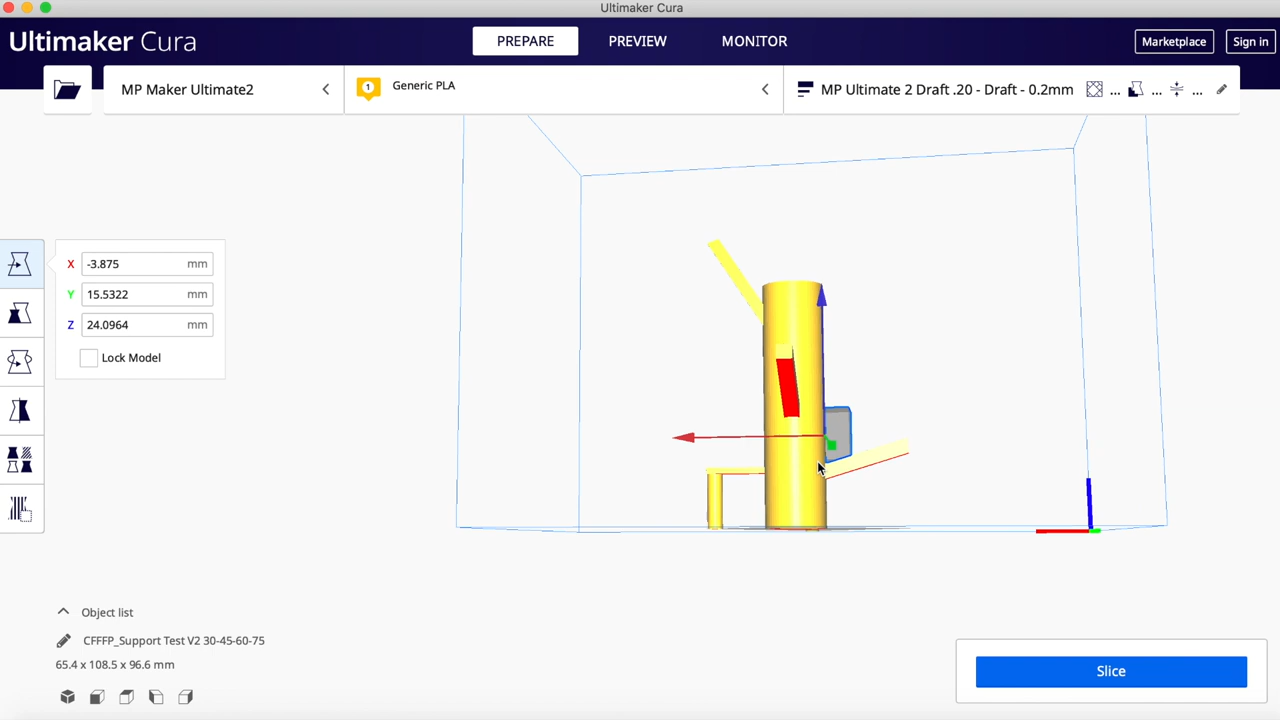 Ultimaker Cura
Ultimaker Cura
PREPARE
PREVIEW
MONITOR
Marketplace
Sign in
MP Maker Ultimate2
1
Generic PLA
MP Ultimate 2 Draft .20 - Draft - 0.2mm
...
...
...
X -3.875 mm
Y 15.5322 mm
Z 24.0964 mm
Lock Model
Object list
CFFFP_Support Test V2 30-45-60-75
65.4 x 108.5 x 96.6 mm
Slice